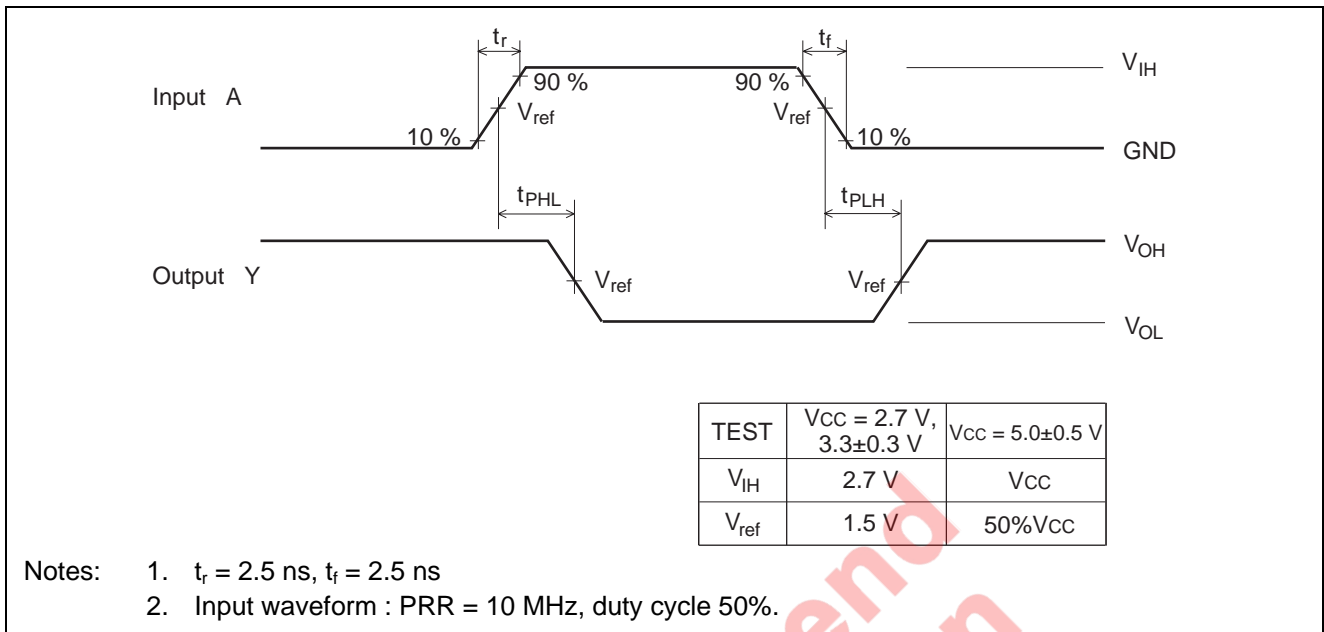 tr
tf
VIH
90 %
90 %
Input A
Vref
Vref
10 %
10 %
GND
tPHL
tPLH
VOH
Output Y
Vref
Vref
VOL
TEST VCC = 2.7 V, 3.3±0.3 V VCC = 5.0±0.5 V
VIH 2.7 V VCC
Vref 1.5 V 50%VCC
Notes: 1. tr = 2.5 ns, tf = 2.5 ns
2. Input waveform : PRR = 10 MHz, duty cycle 50%.
end